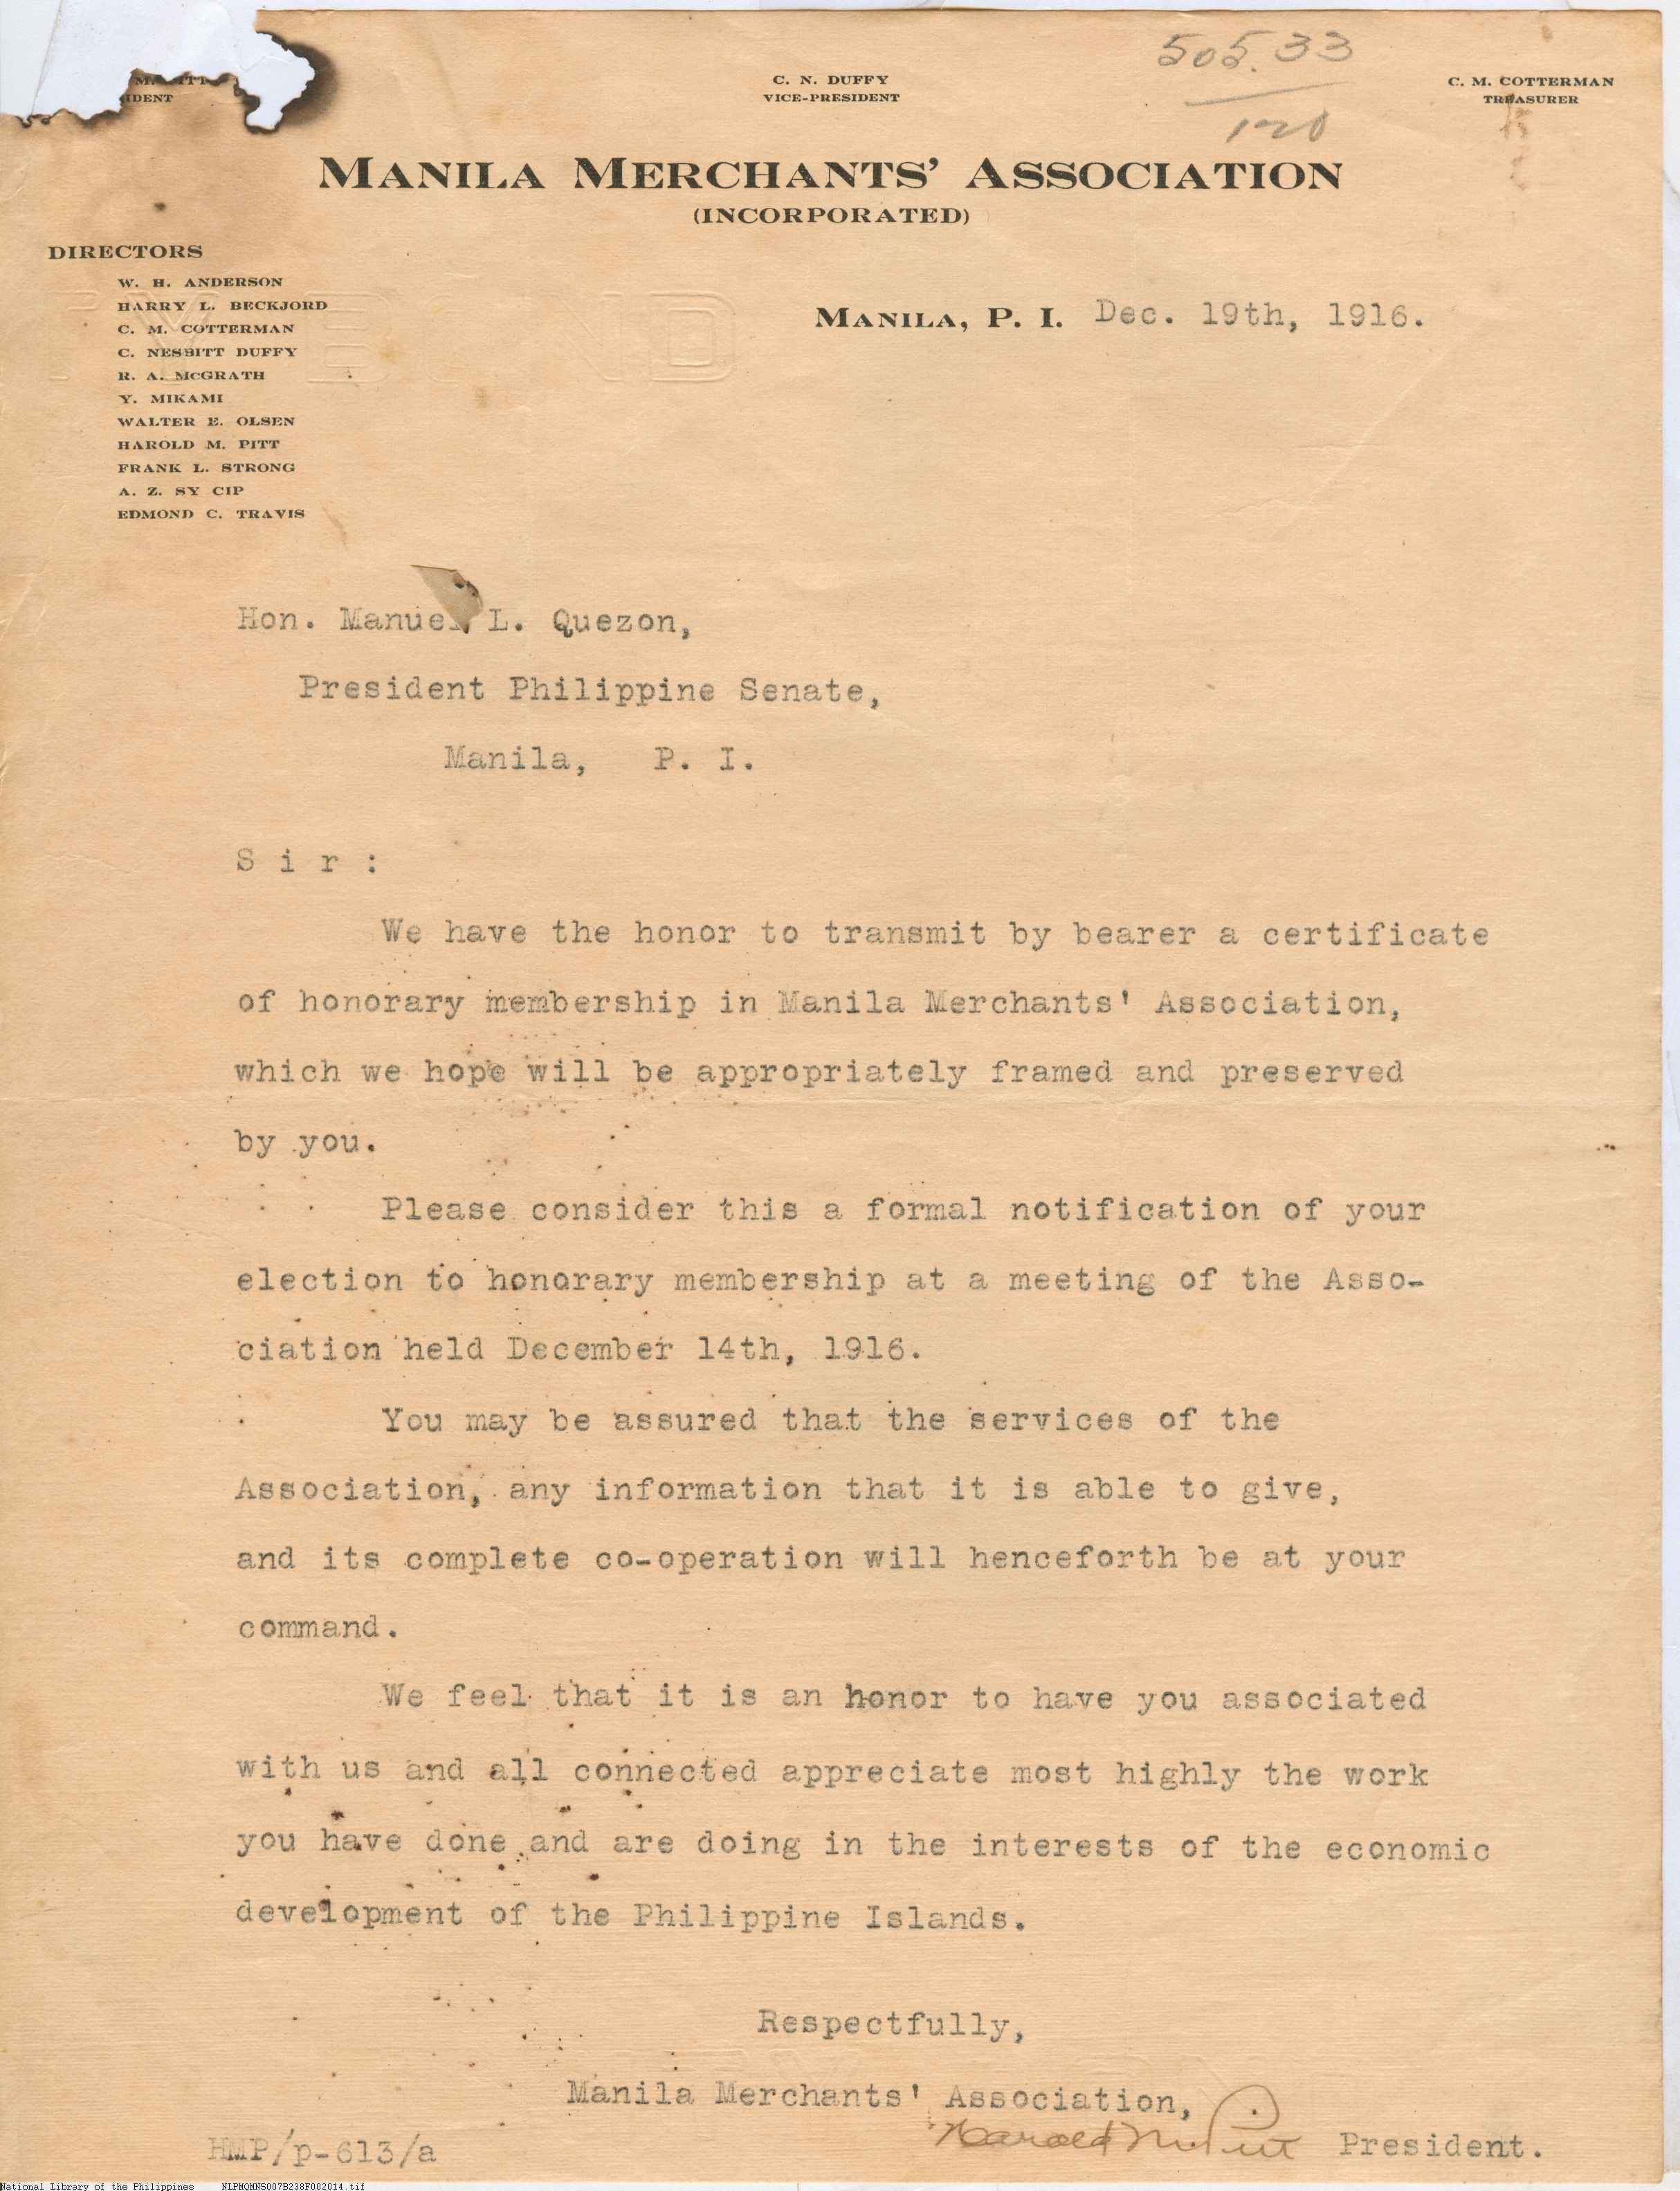 C. N. DUFFY
VICE-PRESIDENT
505.33
120
C. M. COTTERMAN
TREASURER
MANILA MERCHANTS' ASSOCIATION
(INCORPORATED)
DIRECTORS
W. H. ANDERSON
HARRY L. BECKJORD
C. M. COTTERMAN
C. NESBITT DUFFY
R. A. McGRATH
Y. MIKAMI
WALTER E. OLSEN
HAROLD M. PITT
FRANK L. STRONG
A. Z. SY CIP
EDMOND C. TRAVIS
MANILA, P. I. Dec. 19th, 1916.
Hon. Manuel L. Quezon,
President Philippine Senate,
Manila, P. I.
S i r :
We have the honor to transmit by bearer a certificate
of honorary membership in Manila Merchants' Association,
which we hope will be appropriately framed and preserved
by you.
Please consider this a formal notification of your
election to honorary membership at a meeting of the Asso-
ciation held December 14th, 1916.
You may be assured that the services of the
Association, any information that it is able to give,
and its complete co-operation will henceforth be at your
command.
We feel that it is an honor to have you associated
with us and all connected appreciate most highly the work
you have done and are doing in the interests of the economic
development of the Philippine Islands.
Respectfully,
Manila Merchants' Association,
Harold M. Pitt President.
HMP/p-613/a
National Library of the Philippines NLPMQMNS007B238F002014.tif